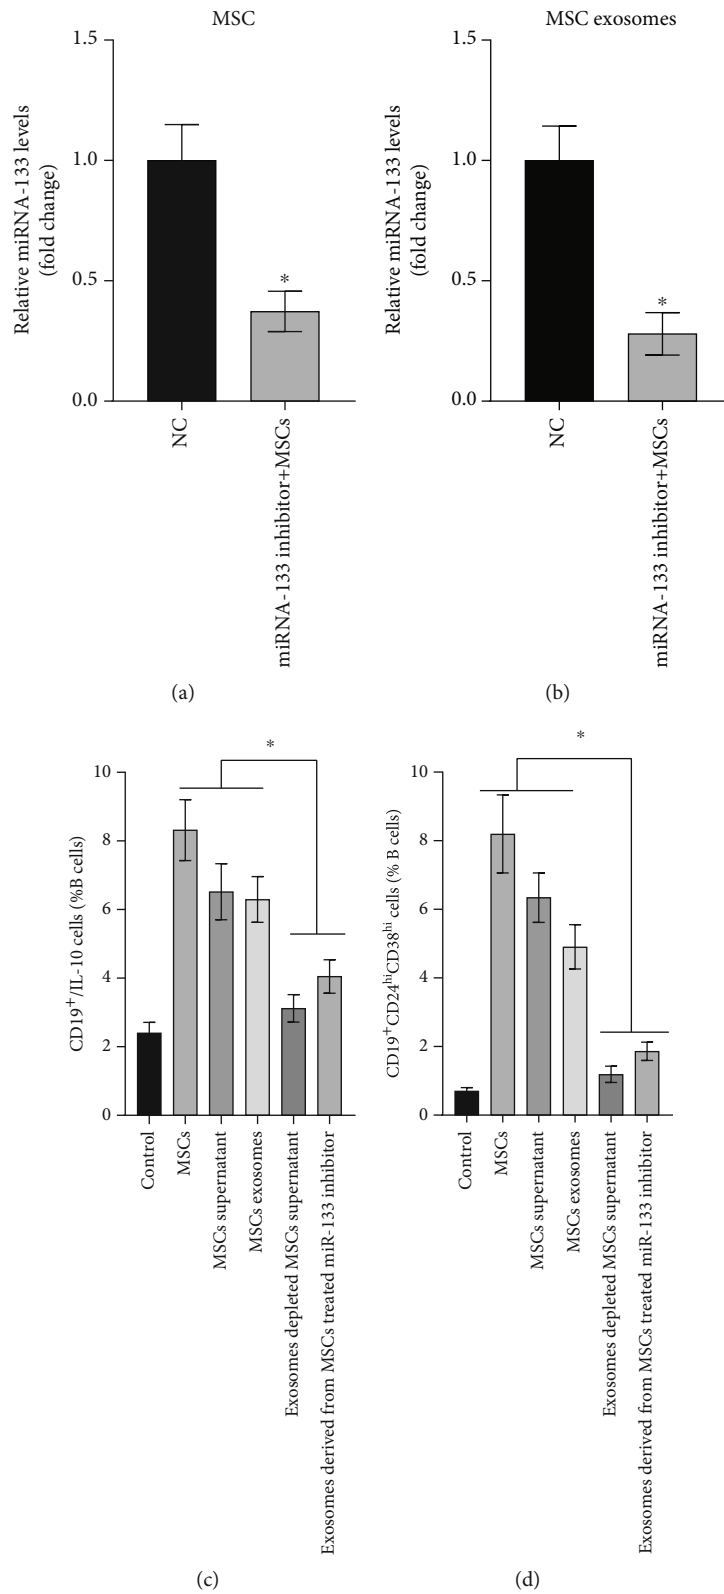 MSC
Relative miRNA-133 levels
(fold change)
1.5
1.0
0.5
0.0
*
NC
miRNA-133 inhibitor+MSCs
(a)
MSC exosomes
Relative miRNA-133 levels
(fold change)
1.5
1.0
0.5
0.0
*
NC
miRNA-133 inhibitor+MSCs
(b)
CD19⁺/IL-10 cells (%B cells)
10
8
6
4
2
0
*
Control
MSCs
MSCs supernatant
MSCs exosomes
Exosomes depleted MSCs supernatant
Exosomes derived from MSCs treated miR-133 inhibitor
(c)
CD19⁺CD24ʰⁱCD38ʰⁱ cells (% B cells)
10
8
6
4
2
0
*
Control
MSCs
MSCs supernatant
MSCs exosomes
Exosomes depleted MSCs supernatant
Exosomes derived from MSCs treated miR-133 inhibitor
(d)